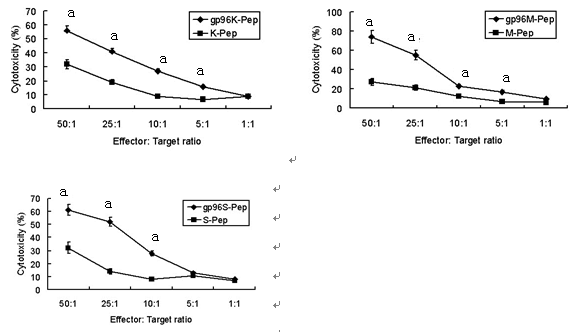 a
a
a
a
gp96K-Pep
K-Pep
Cytotoxicity (%)
70
60
50
40
30
20
10
0
50:1 25:1 10:1 5:1 1:1
Effector: Target ratio
a
a
a
a
gp96M-Pep
M-Pep
Cytotoxicity (%)
100
80
60
40
20
0
50:1 25:1 10:1 5:1 1:1
Effector: Target ratio
a
a
a
gp96S-Pep
S-Pep
Cytotoxicity (%)
70
60
50
40
30
20
10
0
50:1 25:1 10:1 5:1 1:1
Effector: Target ratio